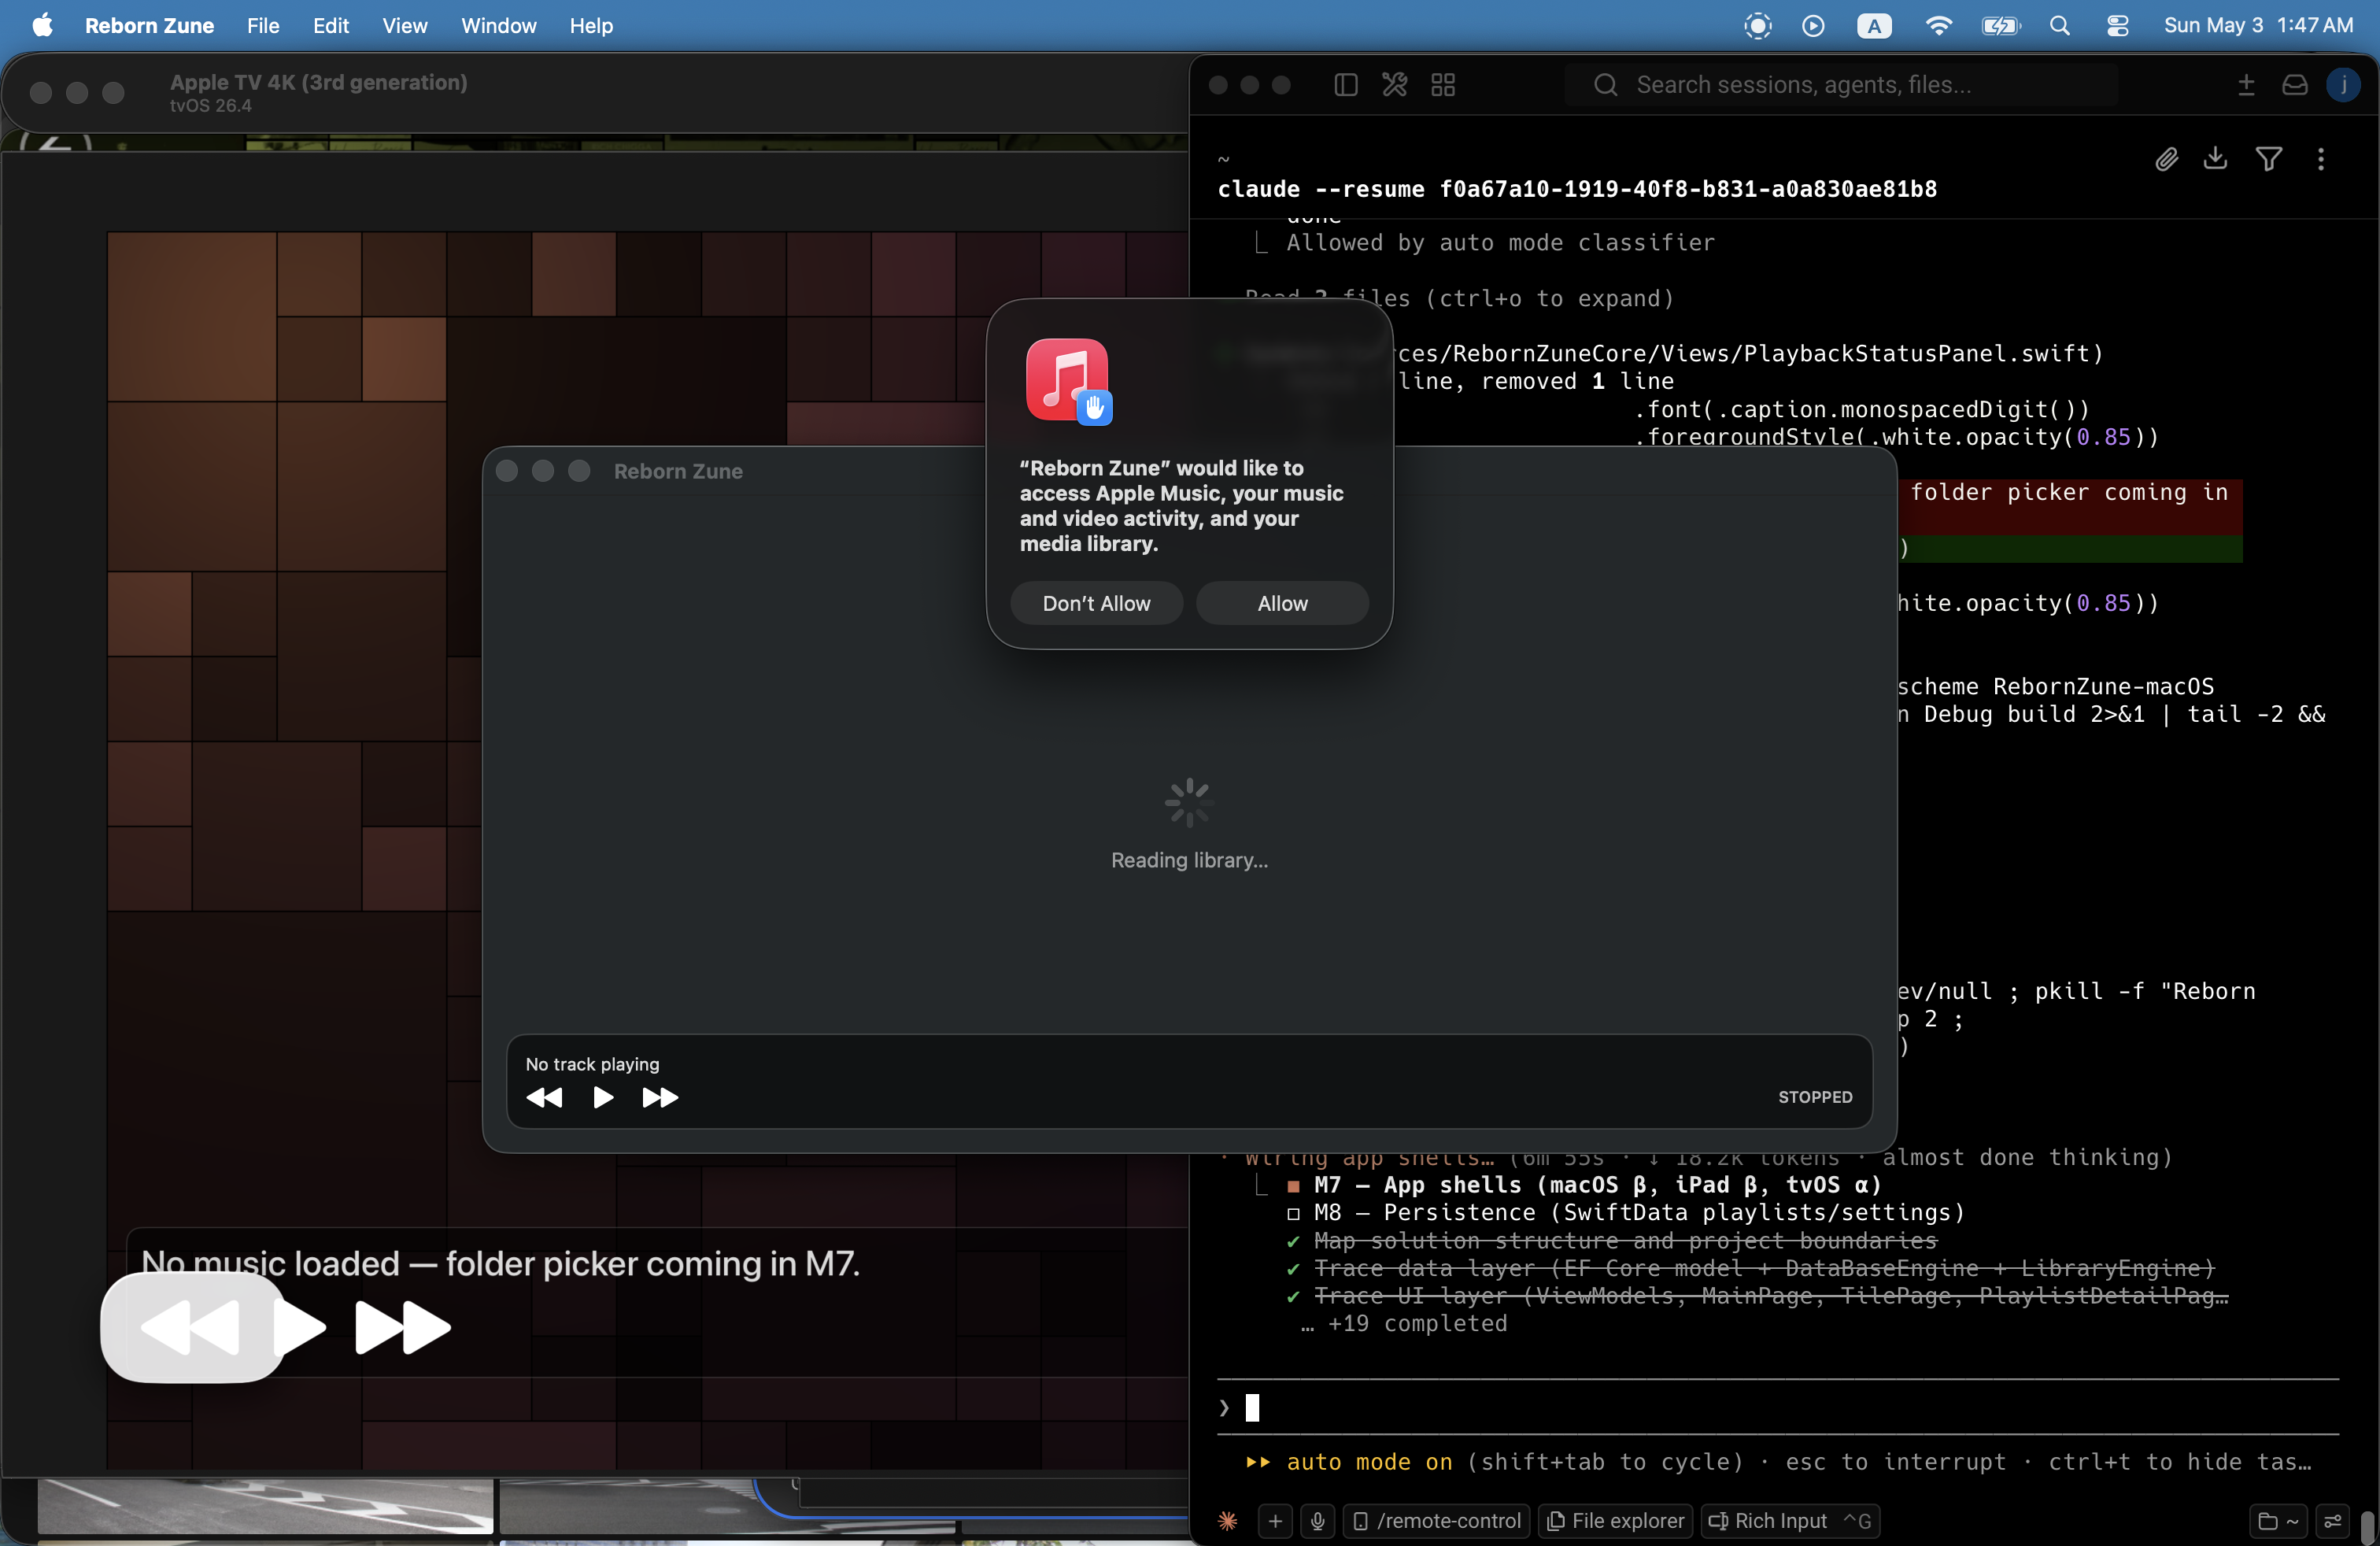 Reborn Zune File Edit View Window Help
A
Sun May 3 1:47 AM
Apple TV 4K (3rd generation)
tvOS 26.4
Search sessions, agents, files...
j
~
claude --resume f0a67a10-1919-40f8-b831-a0a830ae81b8
done
⎿ Allowed by auto mode classifier
Read 2 files (ctrl+o to expand)
ces/RebornZuneCore/Views/PlaybackStatusPanel.swift)
line, removed 1 line
.font(.caption.monospacedDigit())
.foregroundStyle(.white.opacity(0.85))
folder picker coming in
)
hite.opacity(0.85))
scheme RebornZune-macOS
n Debug build 2>&1 | tail -2 &&
ev/null ; pkill -f "Reborn
p 2 ;
)
· Wiring app shells… (6m 55s · ↓ 18.2k tokens · almost done thinking)
⎿ ◼ M7 — App shells (macOS β, iPad β, tvOS α)
◻ M8 — Persistence (SwiftData playlists/settings)
✔ Map solution structure and project boundaries
✔ Trace data layer (EF Core model + DataBaseEngine + LibraryEngine)
✔ Trace UI layer (ViewModels, MainPage, TilePage, PlaylistDetailPag…
… +19 completed
❯
⏵⏵ auto mode on (shift+tab to cycle) · esc to interrupt · ctrl+t to hide tas…
/remote-control File explorer Rich Input ^G
~
“Reborn Zune” would like to
access Apple Music, your music
and video activity, and your
media library.
Don’t Allow Allow
Reborn Zune
Reading library...
No track playing
STOPPED
No music loaded — folder picker coming in M7.